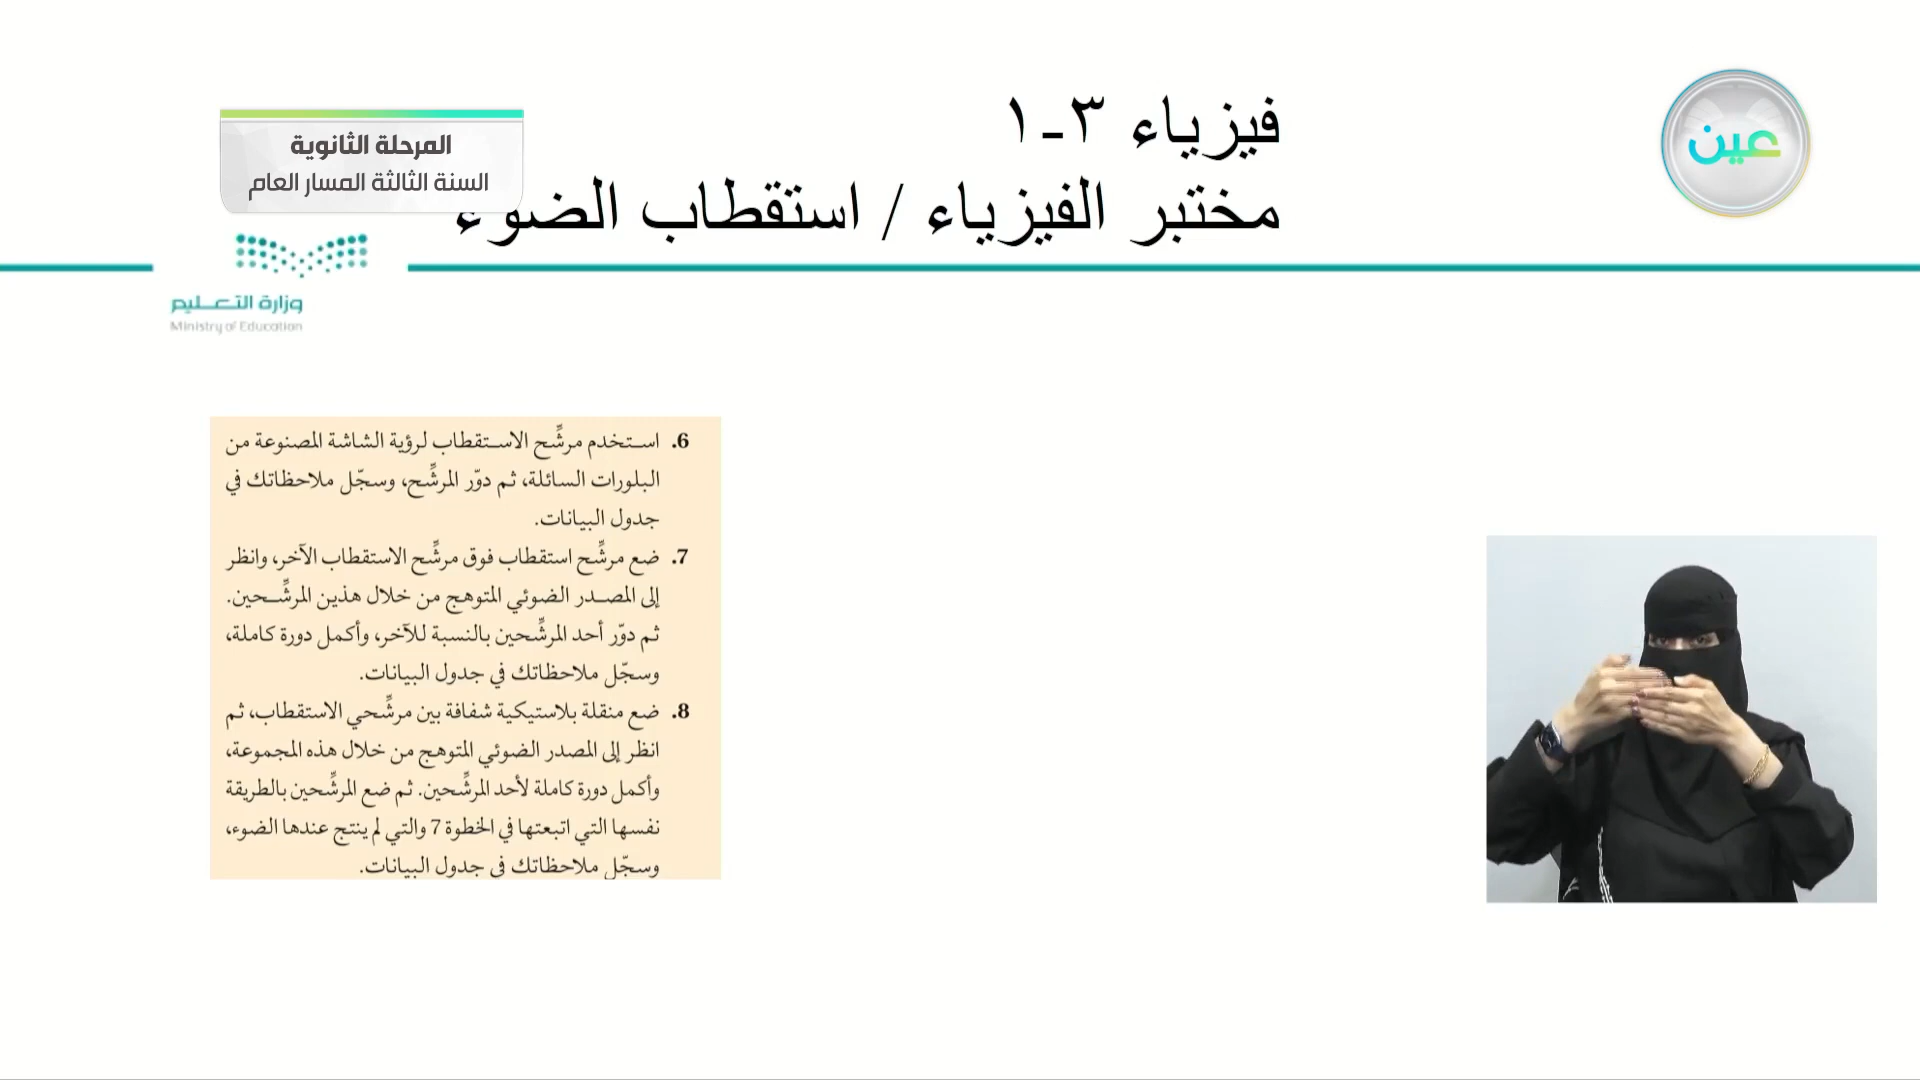 فيزياء ٣-١
مختبر الفيزياء / استقطاب الضوء
المرحلة الثانوية
السنة الثالثة المسار العام
عين
وزارة التعليم
Ministry of Education
6. استخدم مرشِّح الاستقطاب لرؤية الشاشة المصنوعة من
البلورات السائلة، ثم دوّر المرشِّح، وسجّل ملاحظاتك في
جدول البيانات.
7. ضع مرشِّح استقطاب فوق مرشِّح الاستقطاب الآخر، وانظر
إلى المصدر الضوئي المتوهج من خلال هذين المرشِّحين.
ثم دوّر أحد المرشِّحين بالنسبة للآخر، وأكمل دورة كاملة،
وسجّل ملاحظاتك في جدول البيانات.
8. ضع منقلة بلاستيكية شفافة بين مرشِّحي الاستقطاب، ثم
انظر إلى المصدر الضوئي المتوهج من خلال هذه المجموعة،
وأكمل دورة كاملة لأحد المرشِّحين. ثم ضع المرشِّحين بالطريقة
نفسها التي اتبعتها في الخطوة 7 والتي لم ينتج عندها الضوء،
وسجّل ملاحظاتك في جدول البيانات.